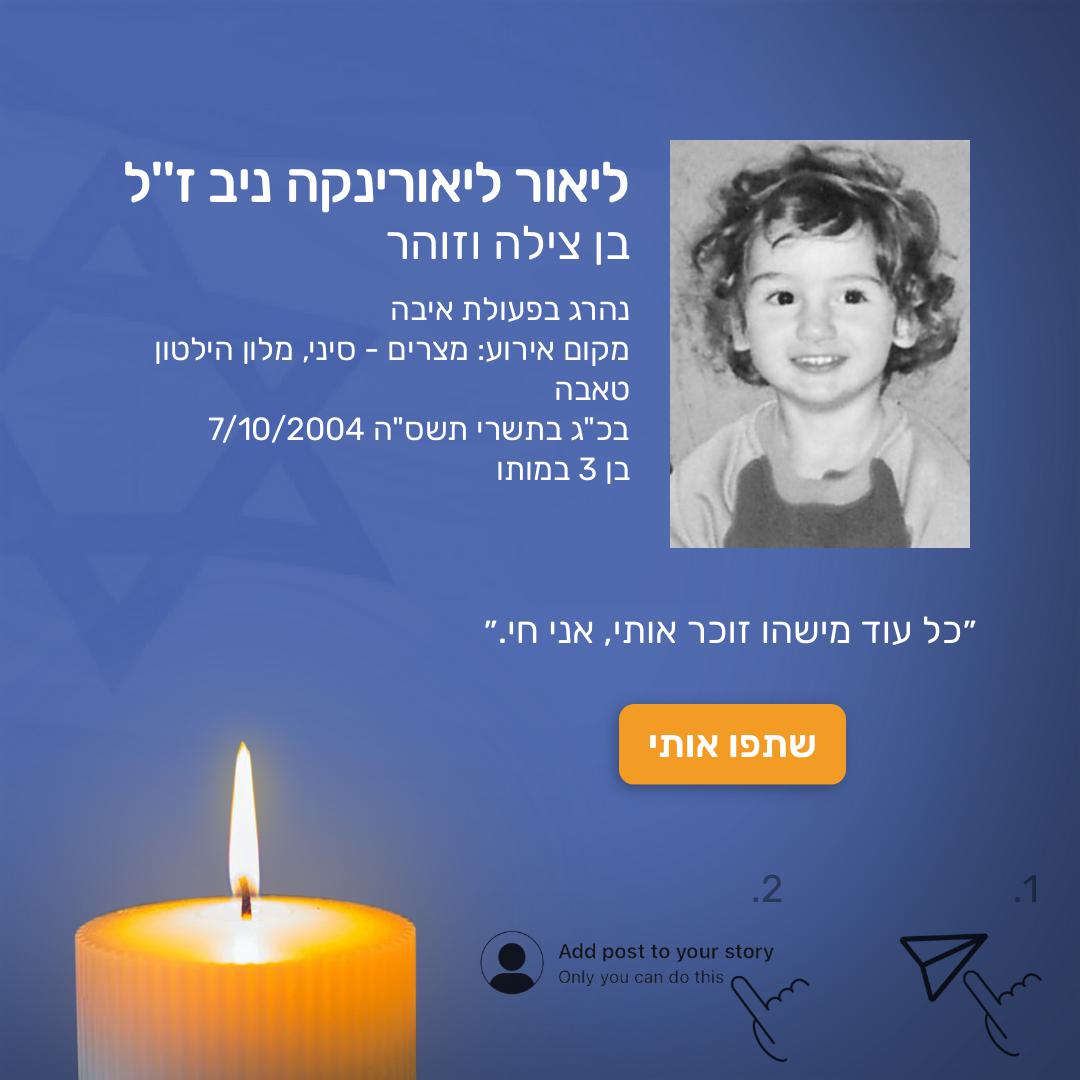 ליאור ליאורינקה ניב ז"ל
בן צילה וזוהר
נהרג בפעולת איבה
מקום אירוע: מצרים - סיני, מלון הילטון
טאבה
בכ"ג בתשרי תשס"ה 7/10/2004
בן 3 במותו
״כל עוד מישהו זוכר אותי, אני חי.״
שתפו אותי
.1
.2
Add post to your story
Only you can do this